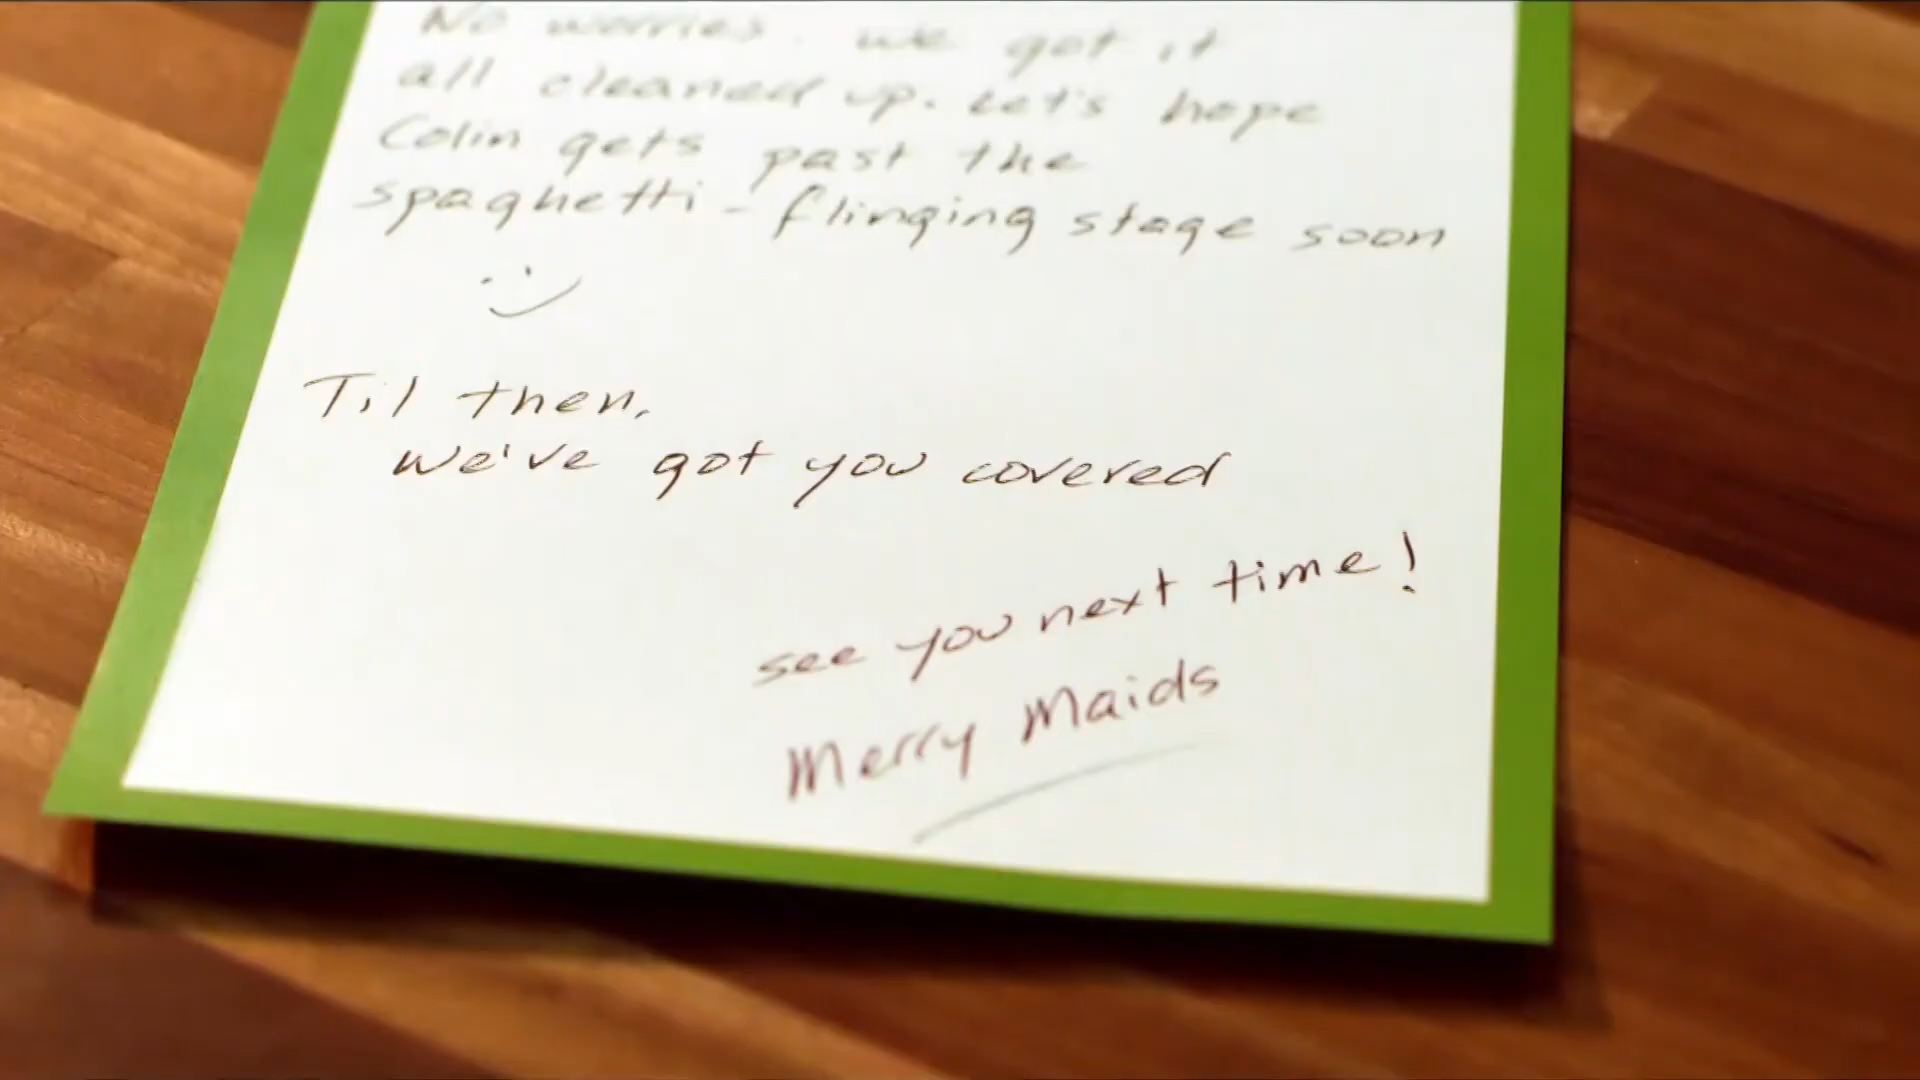 No worries. we got it
all cleaned up. Let's hope
Colin gets past the
spaghetti-flinging stage soon
:)
Til then,
we've got you covered
see you next time!
Merry Maids